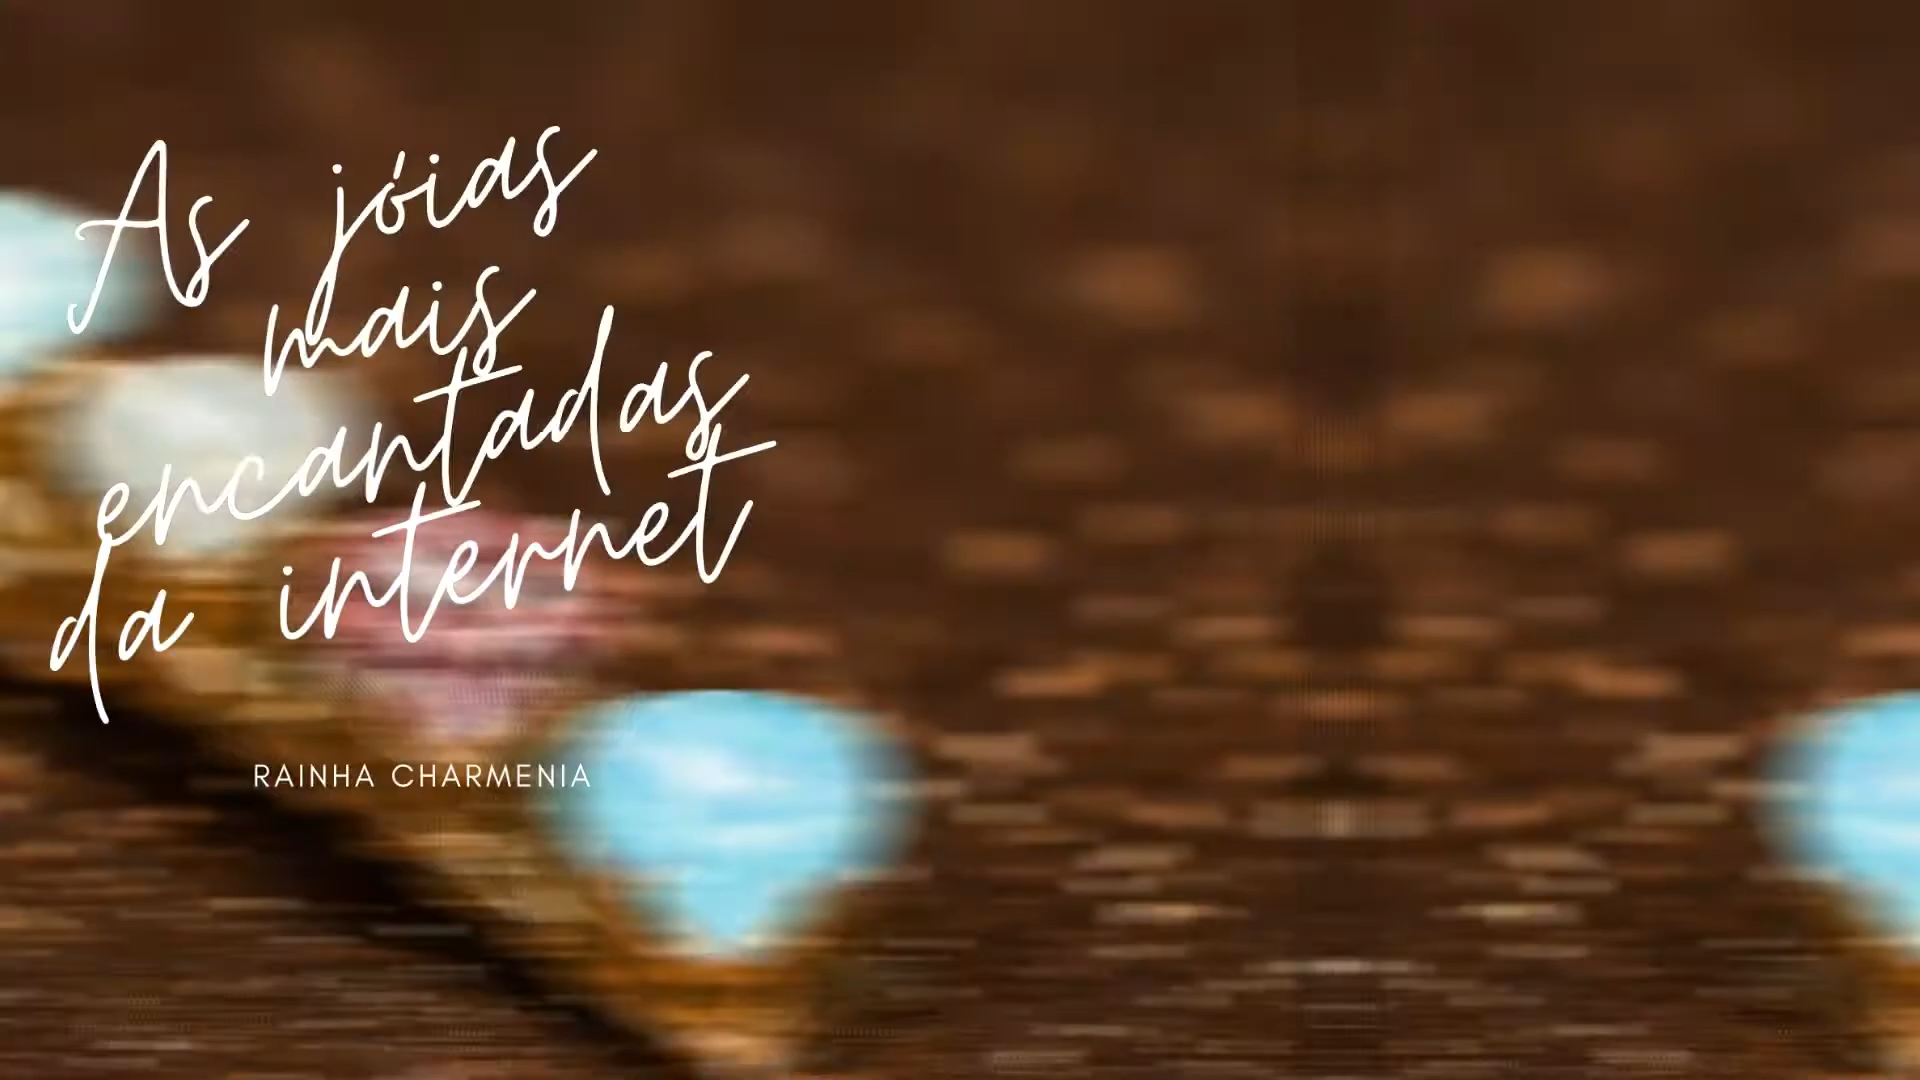 As jóias
mais
encantadas
da internet
RAINHA CHARMENIA